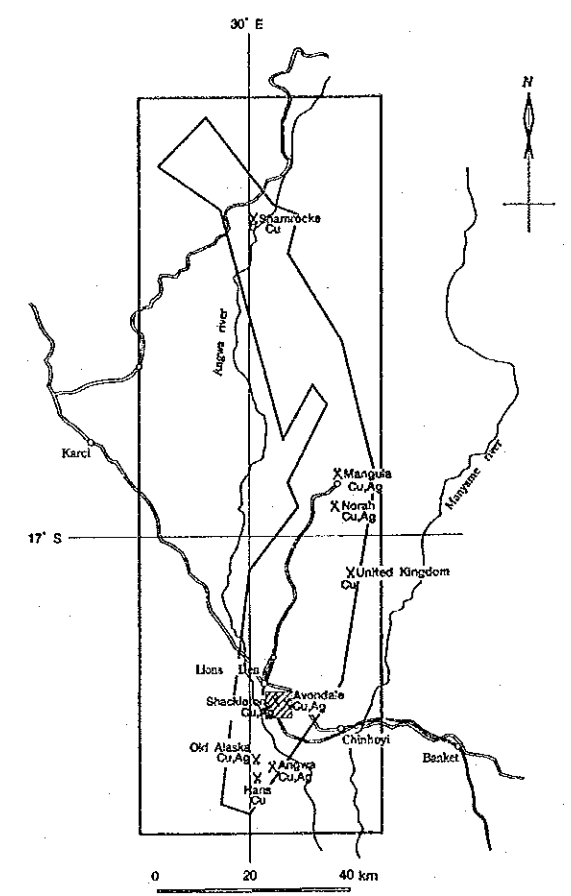 30° E
N
Shamrocke
Cu
Angwa river
Karoi
Mangula
Cu,Ag
Norah
Cu,Ag
Manyame river
17° S
United Kingdom
Cu
Lions Den
Shackleton
Cu,Ag
Avondale
Cu,Ag
Chinhoyi
Old Alaska
Cu,Ag
Angwa
Cu,Ag
Hans
Cu
Banket
0 20 40 km